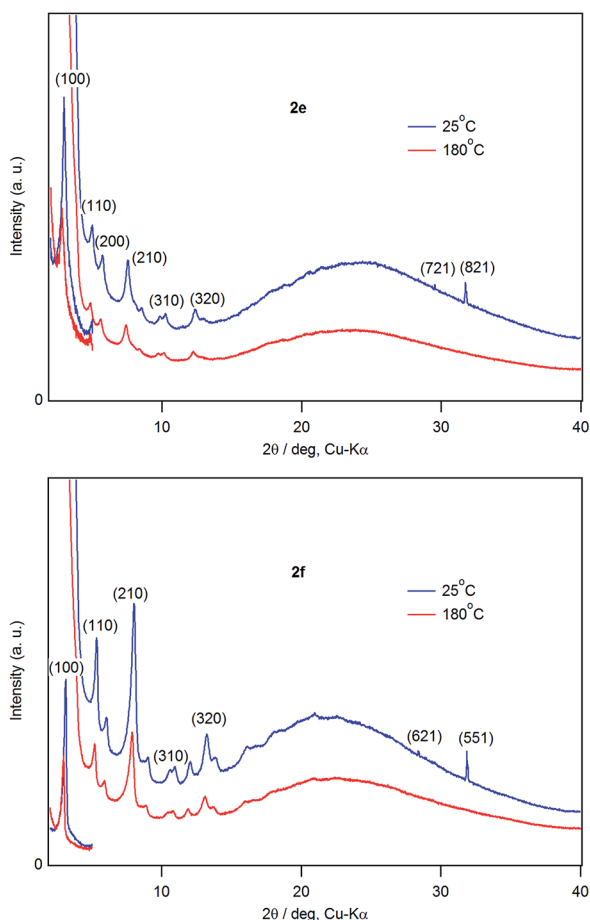 2e
25°C
180°C
(100)
(110)
(200)
(210)
(310)
(320)
(721)
(821)
Intensity (a. u.)
0
10
20
30
40
2θ / deg, Cu-Kα
2f
25°C
180°C
(210)
(110)
(100)
(320)
(310)
(621)
(551)
Intensity (a. u.)
0
10
20
30
40
2θ / deg, Cu-Kα